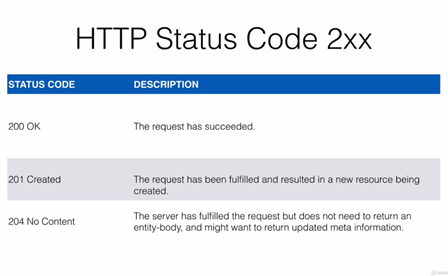 HTTP Status Code 2xx
STATUS CODE DESCRIPTION
200 OK The request has succeeded.
201 Created The request has been fulfilled and resulted in a new resource being
created.
204 No Content The server has fulfilled the request but does not need to return an
entity-body, and might want to return updated meta information.